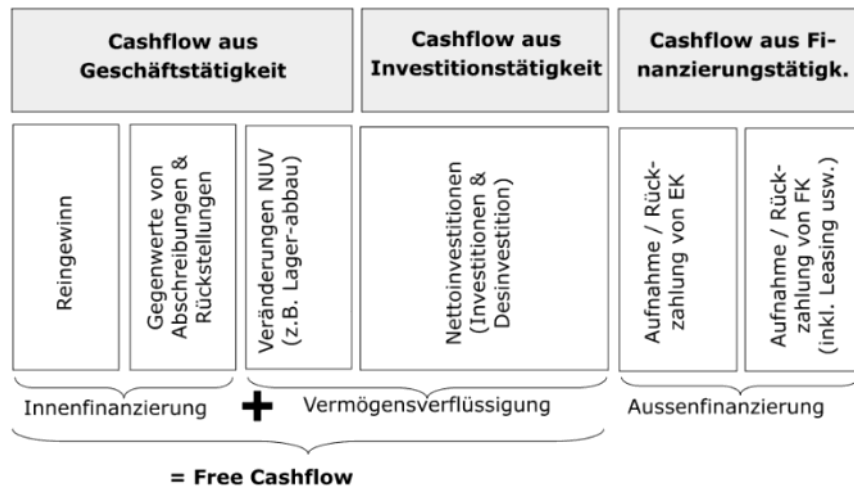 Cashflow aus
Geschäftstätigkeit
Cashflow aus
Investitionstätigkeit
Cashflow aus Fi-
nanzierungstätigk.
Reingewinn
Gegenwerte von
Abschreibungen &
Rückstellungen
Veränderungen NUV
(z.B. Lager-abbau)
Nettoinvestitionen
(Investitionen &
Desinvestition)
Aufnahme / Rück-
zahlung von EK
Aufnahme / Rück-
zahlung von FK
(inkl. Leasing usw.)
Innenfinanzierung
+
Vermögensverflüssigung
Aussenfinanzierung
= Free Cashflow